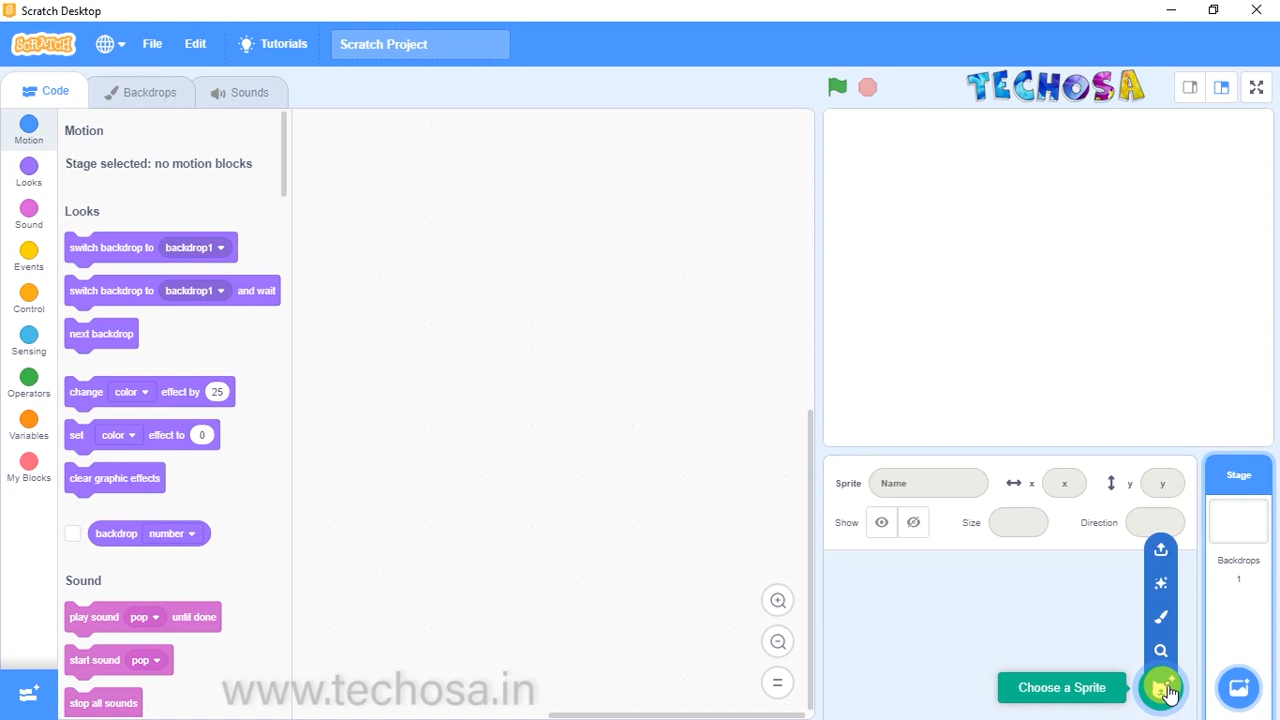 Scratch Desktop
SCRATCH
File
Edit
Tutorials
Scratch Project
Code
Backdrops
Sounds
TECHOSA
Motion
Looks
Sound
Events
Control
Sensing
Operators
Variables
My Blocks
Motion
Stage selected: no motion blocks
Looks
switch backdrop to backdrop1
switch backdrop to backdrop1 and wait
next backdrop
change color effect by 25
set color effect to 0
clear graphic effects
backdrop number
Sound
play sound pop until done
start sound pop
stop all sounds
www.techosa.in
Sprite Name x x y y
Show Size Direction
Choose a Sprite
Stage
Backdrops
1